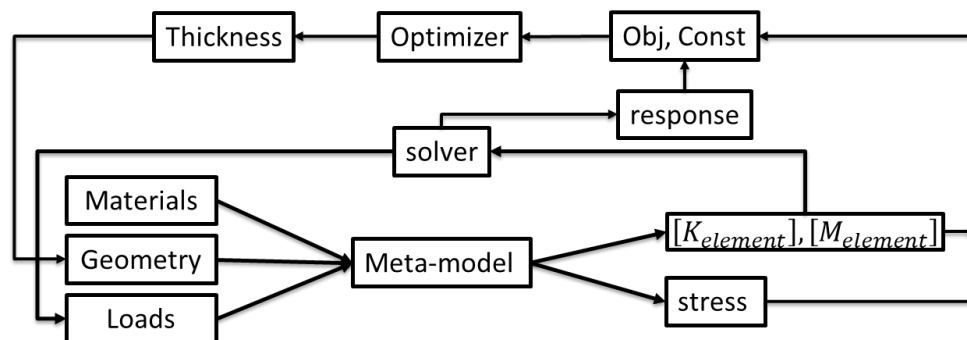 Thickness
Optimizer
Obj, Const
response
solver
Materials
Geometry
Loads
Meta-model
[K_element], [M_element]
stress